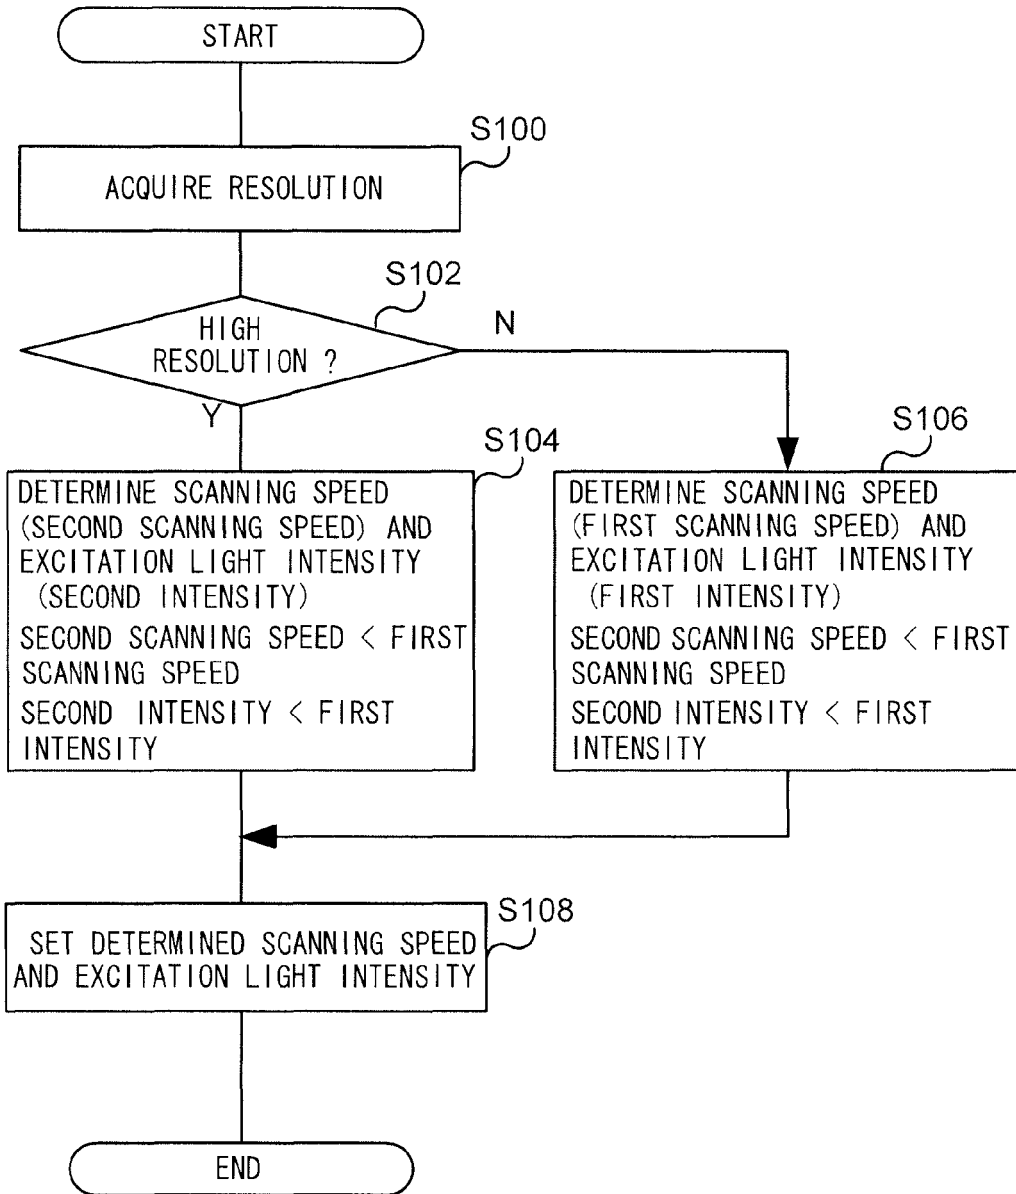 START
S100
ACQUIRE RESOLUTION
S102
HIGH
RESOLUTION ?
N
Y
S104
DETERMINE SCANNING SPEED
(SECOND SCANNING SPEED) AND
EXCITATION LIGHT INTENSITY
(SECOND INTENSITY)
SECOND SCANNING SPEED < FIRST
SCANNING SPEED
SECOND INTENSITY < FIRST
INTENSITY
S106
DETERMINE SCANNING SPEED
(FIRST SCANNING SPEED) AND
EXCITATION LIGHT INTENSITY
(FIRST INTENSITY)
SECOND SCANNING SPEED < FIRST
SCANNING SPEED
SECOND INTENSITY < FIRST
INTENSITY
S108
SET DETERMINED SCANNING SPEED
AND EXCITATION LIGHT INTENSITY
END